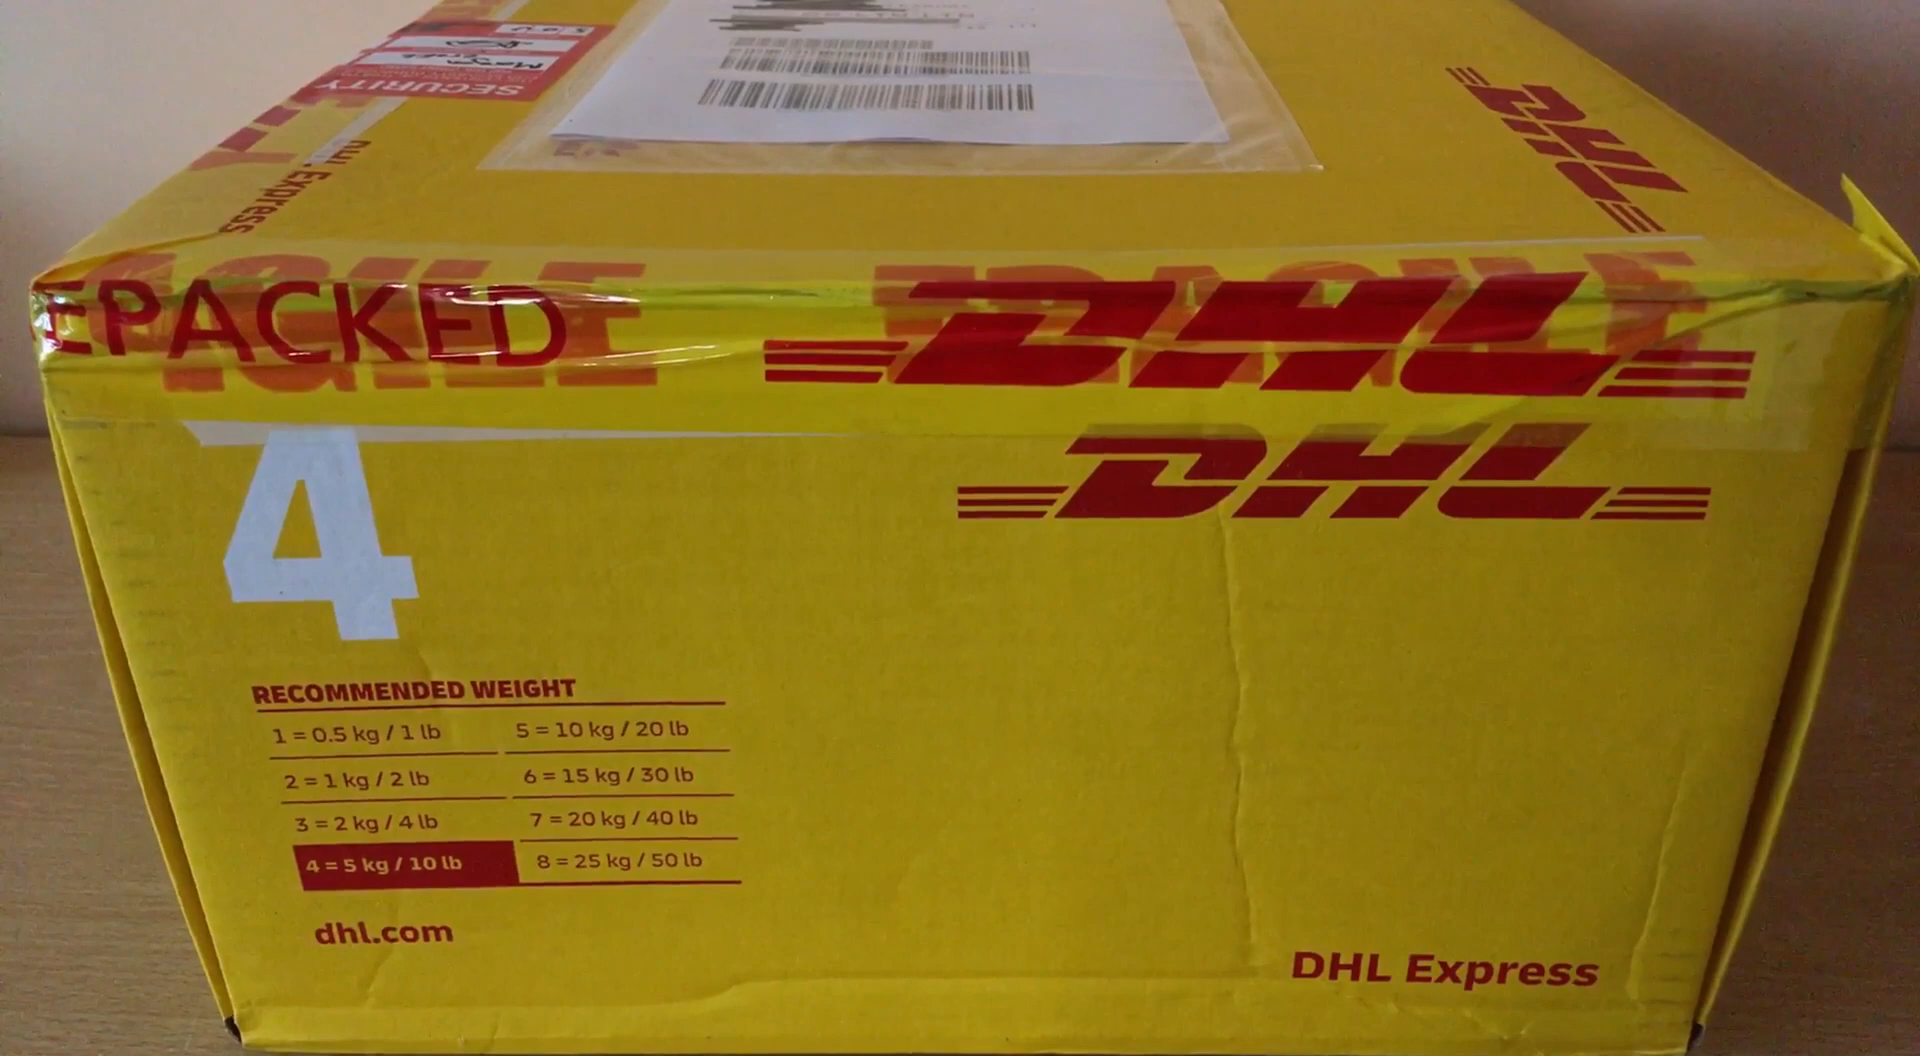 SECURITY
DHL
DHL Express
FRAGILE
AGILE
EPACKED
DHL
DHL
4
RECOMMENDED WEIGHT
1 = 0.5 kg / 1 lb
5 = 10 kg / 20 lb
2 = 1 kg / 2 lb
6 = 15 kg / 30 lb
3 = 2 kg / 4 lb
7 = 20 kg / 40 lb
4 = 5 kg / 10 lb
8 = 25 kg / 50 lb
dhl.com
DHL Express